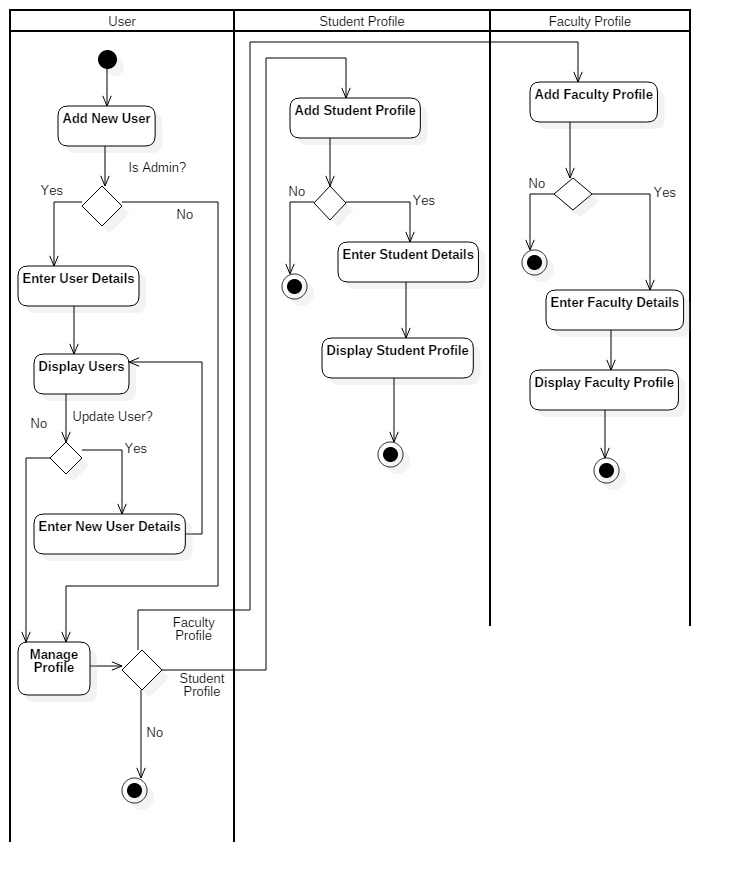 User
Student Profile
Faculty Profile
Add New User
Is Admin?
Yes
No
Enter User Details
Display Users
Update User?
No
Yes
Enter New User Details
Manage
Profile
Faculty
Profile
Student
Profile
No
Add Student Profile
No
Yes
Enter Student Details
Display Student Profile
Add Faculty Profile
No
Yes
Enter Faculty Details
Display Faculty Profile